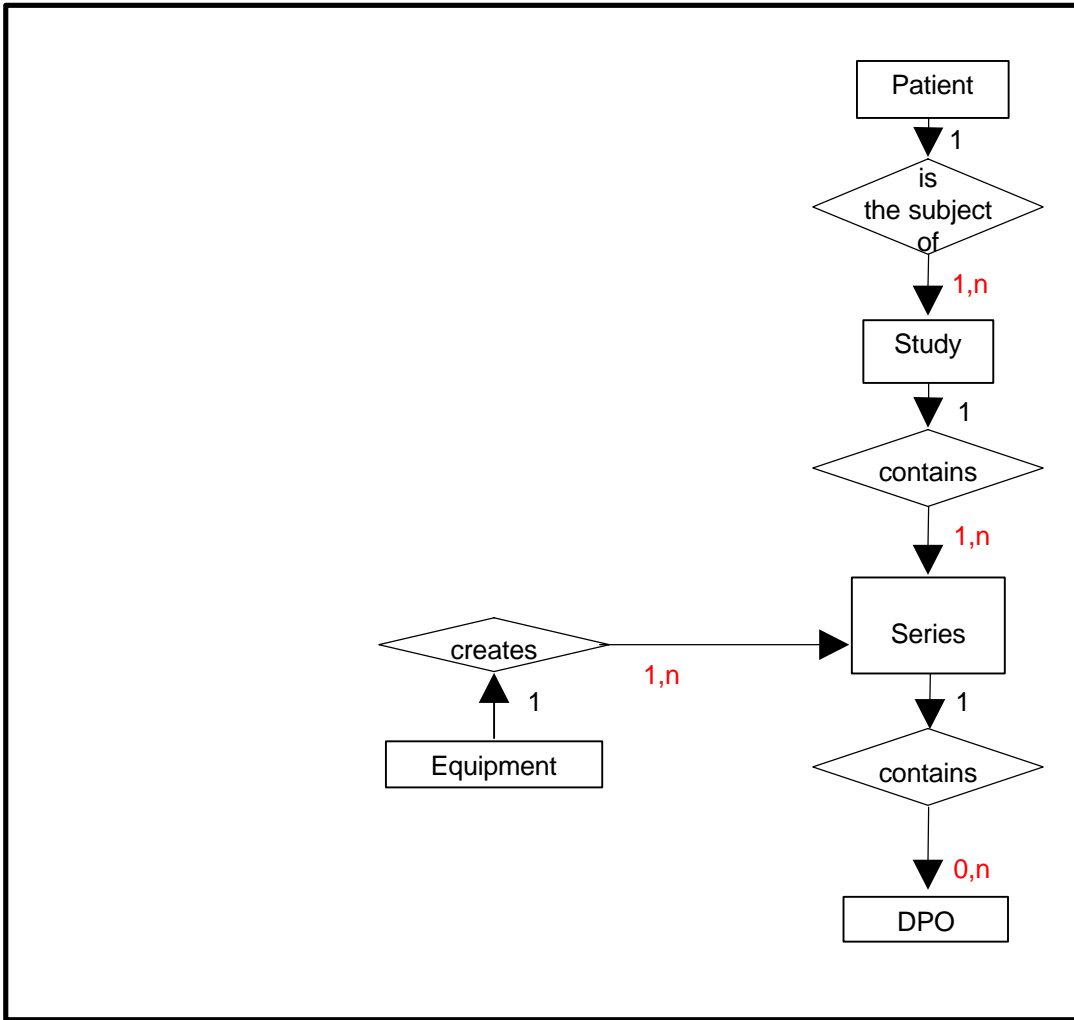 Patient
1
is
the subject
of
1,n
Study
1
contains
1,n
Series
creates
1,n
1
1
Equipment
contains
0,n
DPO